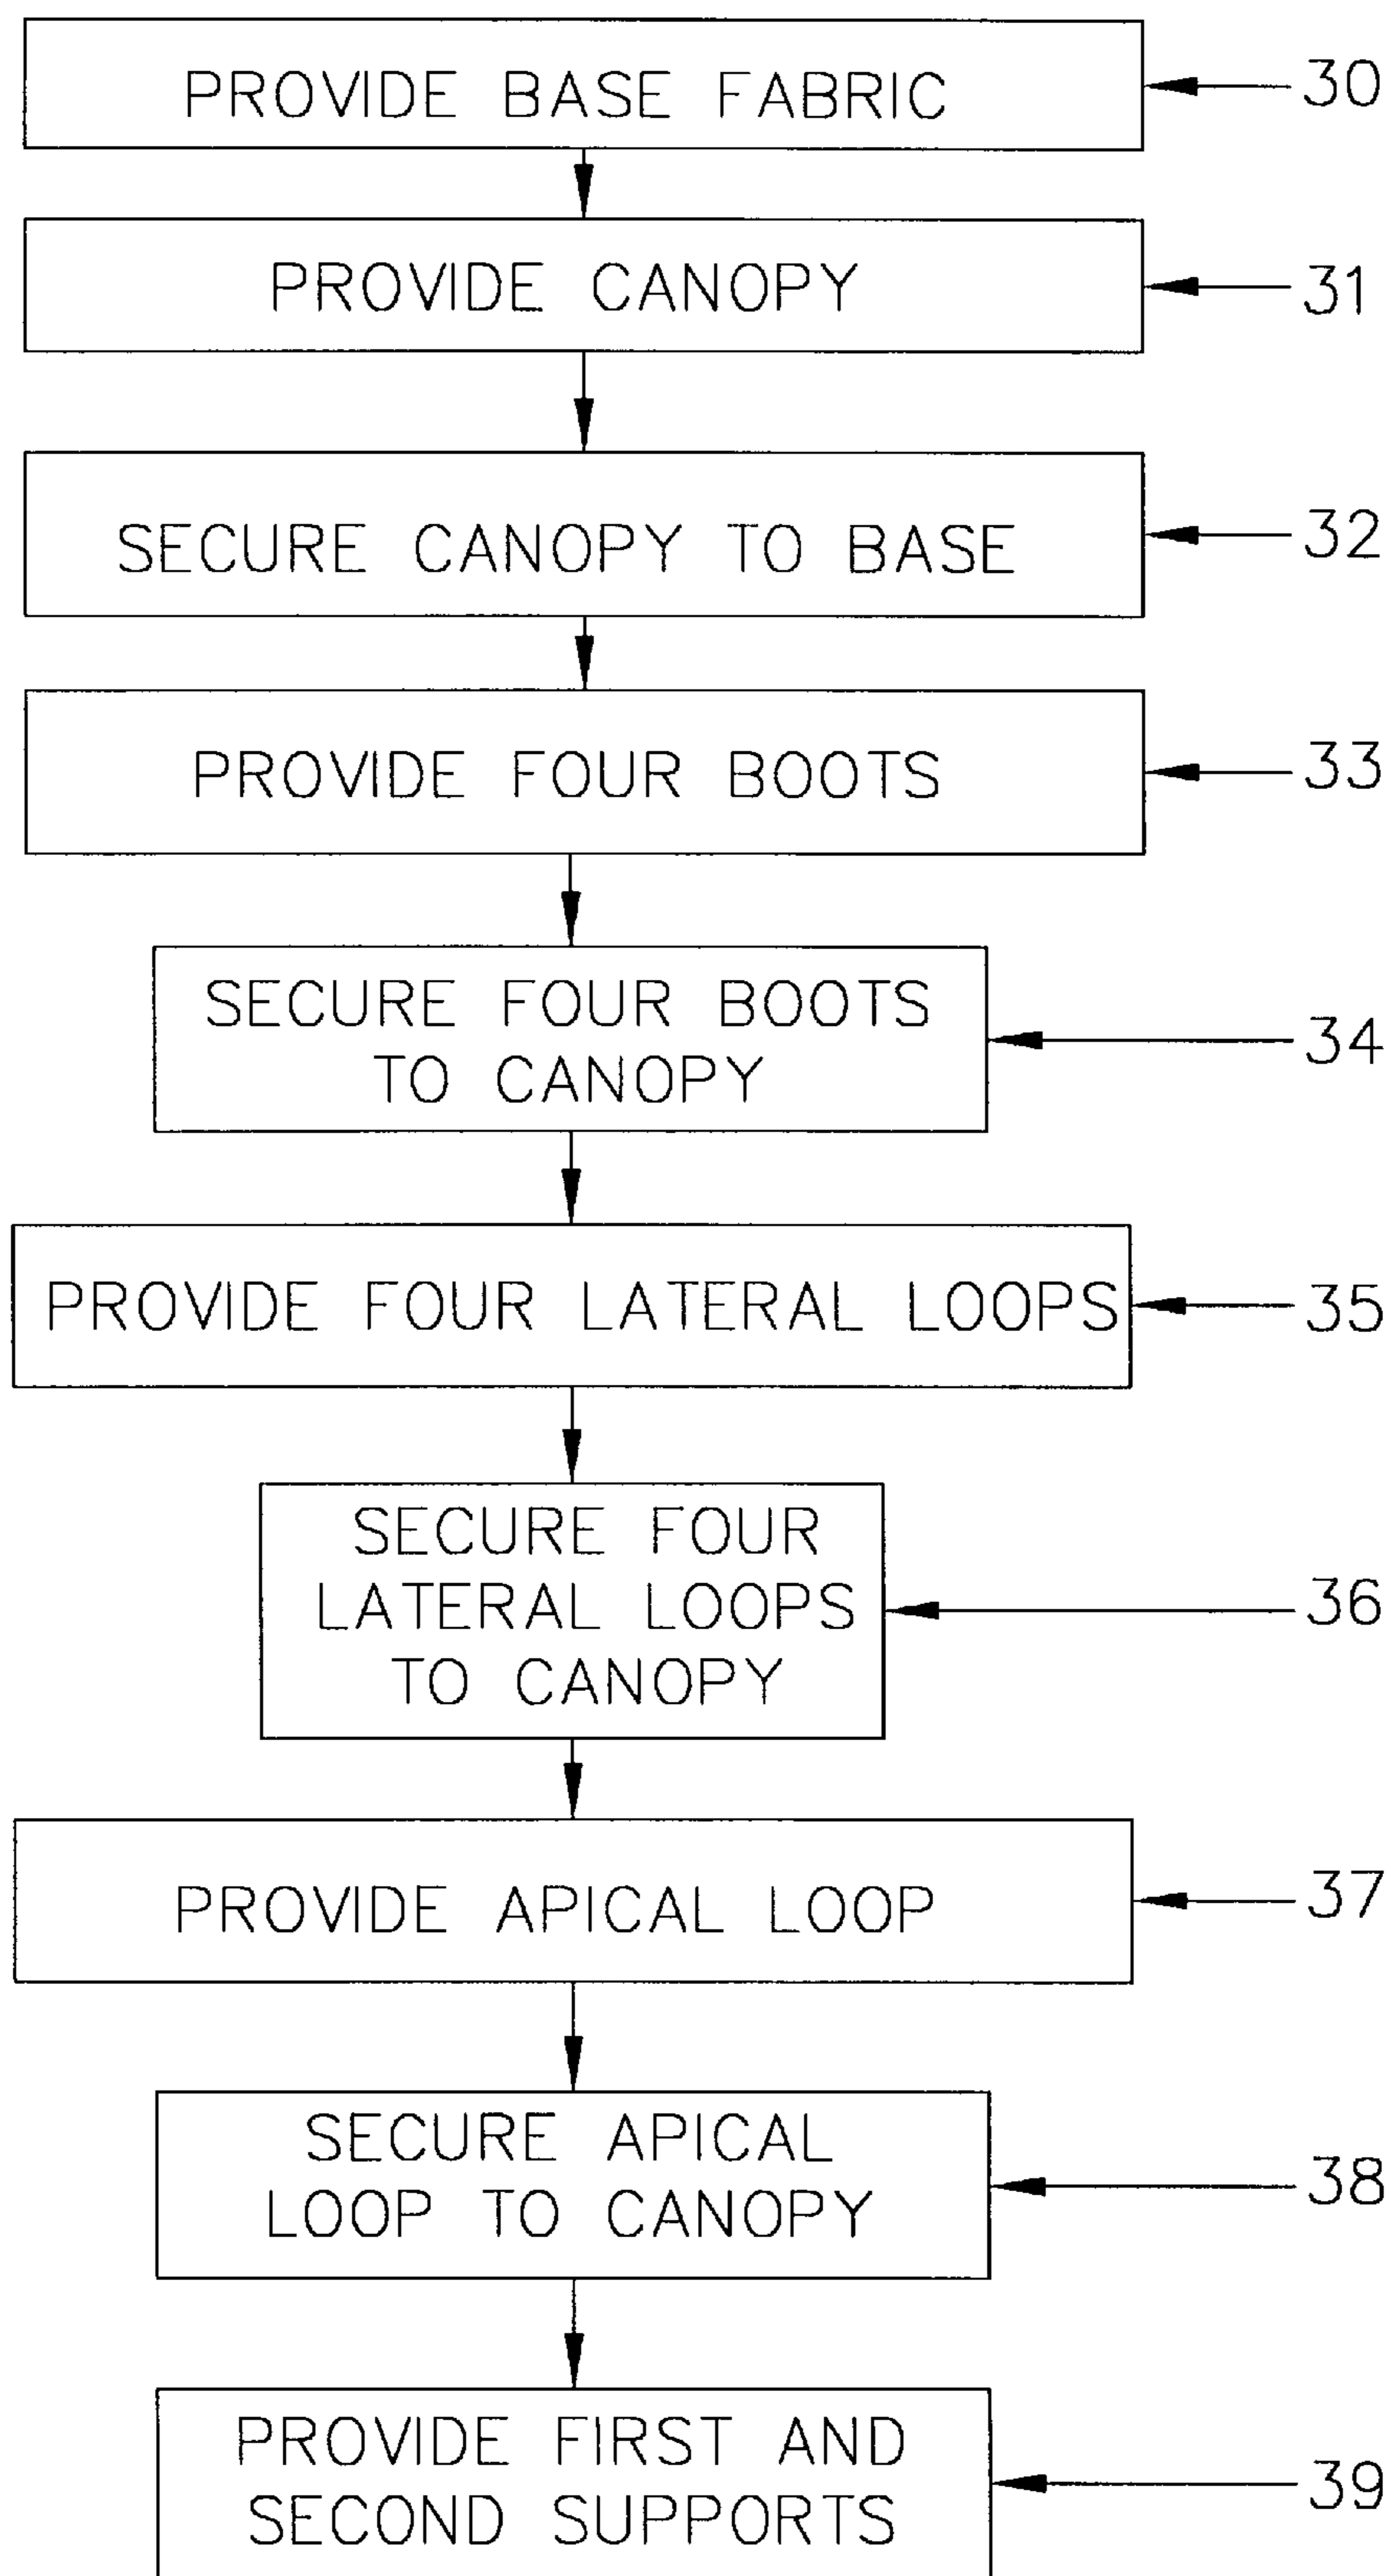 PROVIDE BASE FABRIC
30
PROVIDE CANOPY
31
SECURE CANOPY TO BASE
32
PROVIDE FOUR BOOTS
33
SECURE FOUR BOOTS
TO CANOPY
34
PROVIDE FOUR LATERAL LOOPS
35
SECURE FOUR
LATERAL LOOPS
TO CANOPY
36
PROVIDE APICAL LOOP
37
SECURE APICAL
LOOP TO CANOPY
38
PROVIDE FIRST AND
SECOND SUPPORTS
39